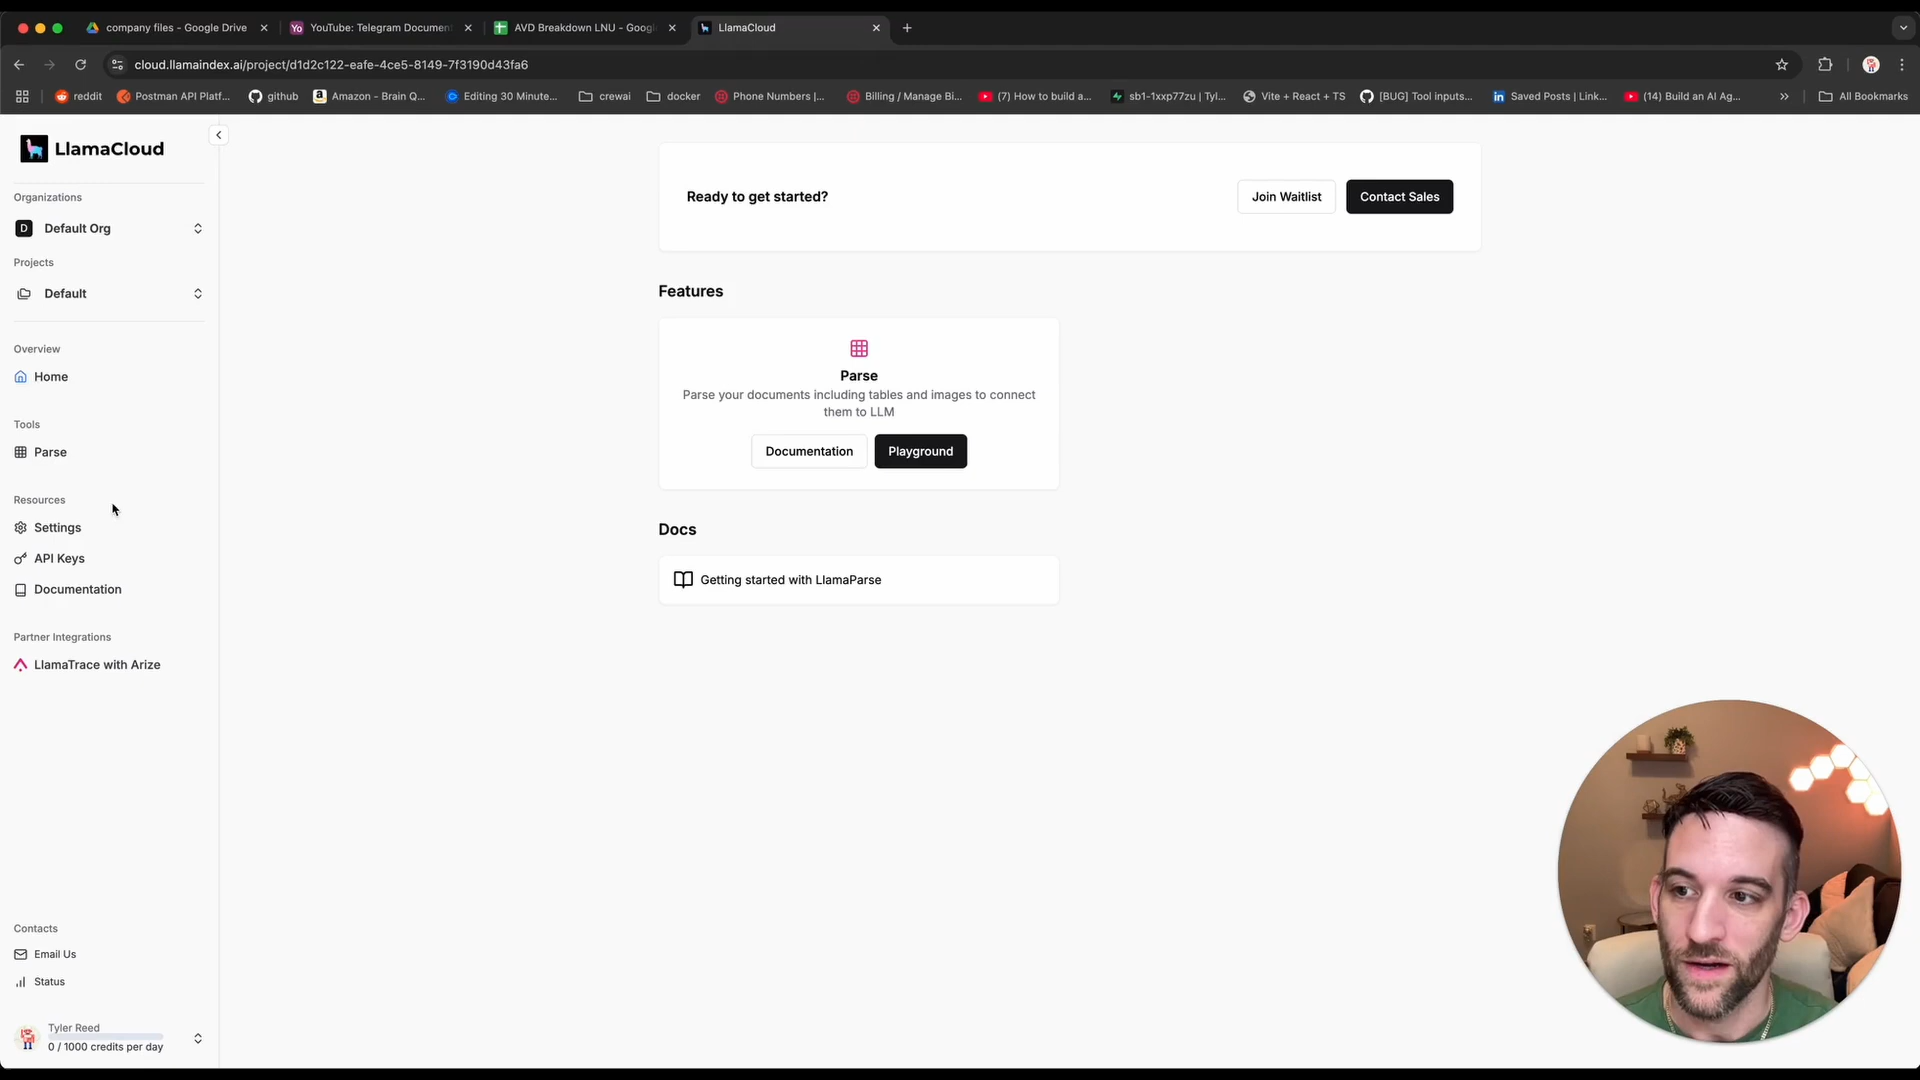 company files - Google Drive
Yo
YouTube: Telegram Document
AVD Breakdown LNU - Googl
LlamaCloud
cloud.llamaindex.ai/project/d1d2c122-eafe-4ce5-8149-7f3190d43fa6
reddit
Postman API Platf...
github
Amazon - Brain Q...
Editing 30 Minute...
crewai
docker
Phone Numbers |...
Billing / Manage Bi...
(7) How to build a...
sb1-1xxp77zu | Tyl...
Vite + React + TS
[BUG] Tool inputs...
Saved Posts | Link...
(14) Build an AI Ag...
All Bookmarks
LlamaCloud
Organizations
D
Default Org
Projects
Default
Overview
Home
Tools
Parse
Resources
Settings
API Keys
Documentation
Partner Integrations
LlamaTrace with Arize
Contacts
Email Us
Status
Tyler Reed
0 / 1000 credits per day
Ready to get started?
Join Waitlist
Contact Sales
Features
Parse
Parse your documents including tables and images to connect
them to LLM
Documentation
Playground
Docs
Getting started with LlamaParse